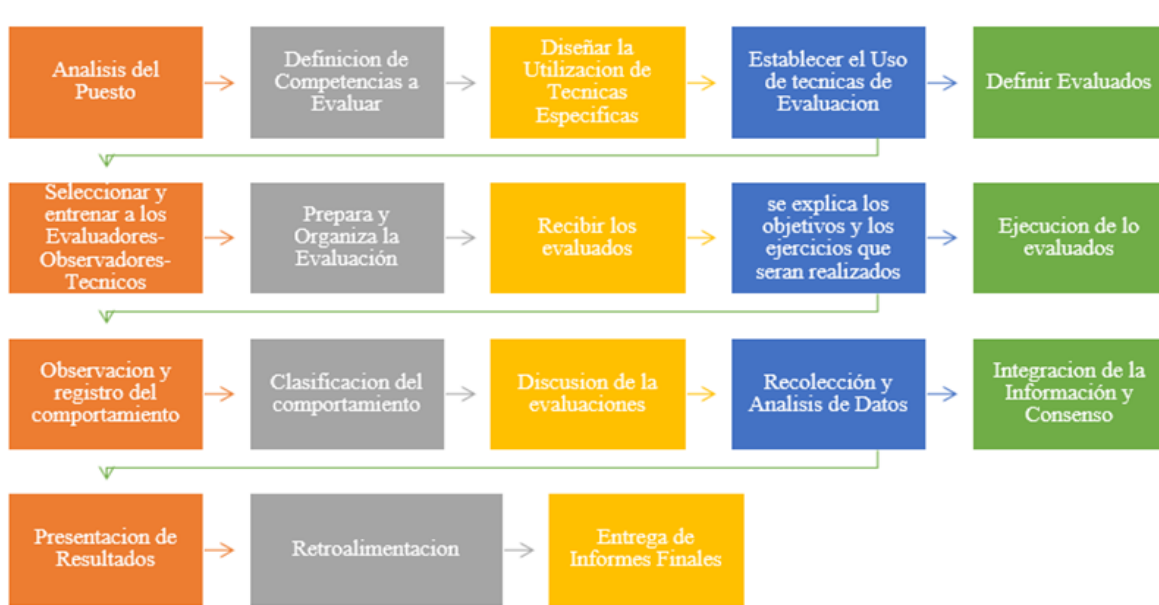 Analisis del
Puesto
Definicion de
Competencias a
Evaluar
Diseñar la
Utilizacion de
Tecnicas
Especificas
Establecer el Uso
de tecnicas de
Evaluacion
Definir Evaluados
Seleccionar y
entrenar a los
Evaluadores-
Observadores-
Tecnicos
Prepara y
Organiza la
Evaluación
Recibir los
evaluados
se explica los
objetivos y los
ejercicios que
seran realizados
Ejecucion de lo
evaluados
Observacion y
registro del
comportamiento
Clasificacion del
comportamiento
Discusion de la
evaluaciones
Recolección y
Analisis de Datos
Integracion de la
Información y
Consenso
Presentacion de
Resultados
Retroalimentacion
Entrega de
Informes Finales